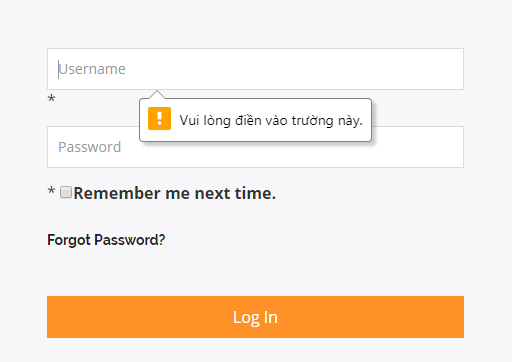 Username
*
! Vui lòng điền vào trường này.
Password
* Remember me next time.
Forgot Password?
Log In